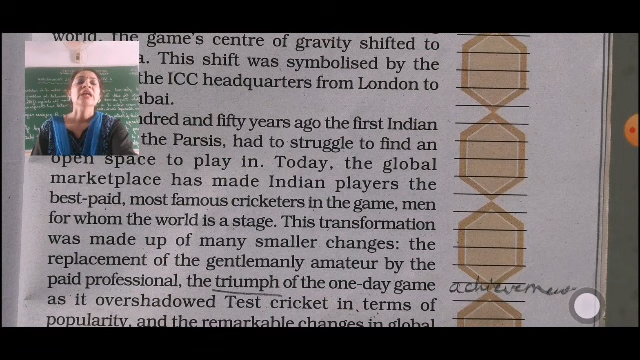 world, the game's centre of gravity shifted to
a. This shift was symbolised by the
the ICC headquarters from London to
ubai.
ndred and fifty years ago the first Indian
the Parsis, had to struggle to find an
open space to play in. Today, the global
marketplace has made Indian players the
best-paid, most famous cricketers in the game, men
for whom the world is a stage. This transformation
was made up of many smaller changes: the
replacement of the gentlemanly amateur by the
paid professional, the triumph of the one-day game
as it overshadowed Test cricket in terms of
popularity, and the remarkable changes in global